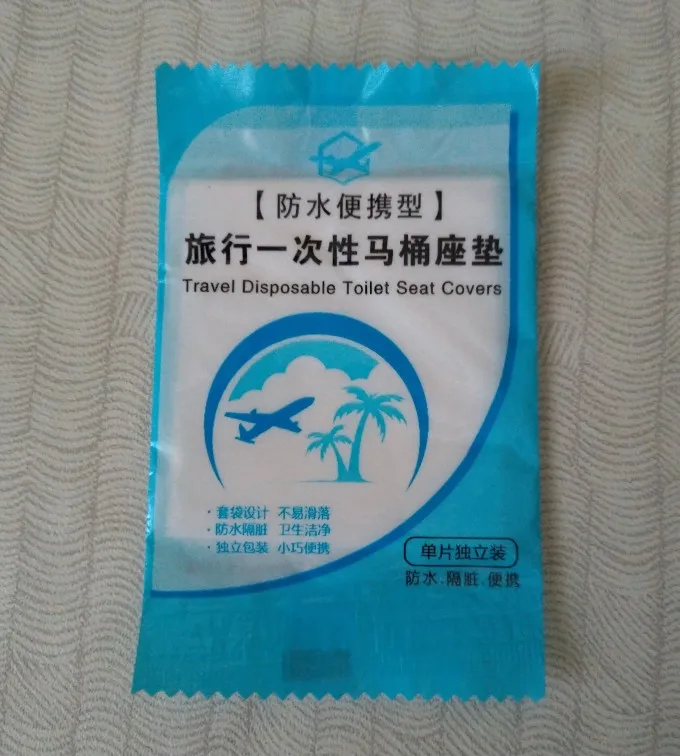 【防水便携型】
旅行一次性马桶座垫
Travel Disposable Toilet Seat Covers
· 套袋设计 不易滑落
· 防水隔脏 卫生洁净
· 独立包装 小巧便携
单片独立装
防水.隔脏.便携